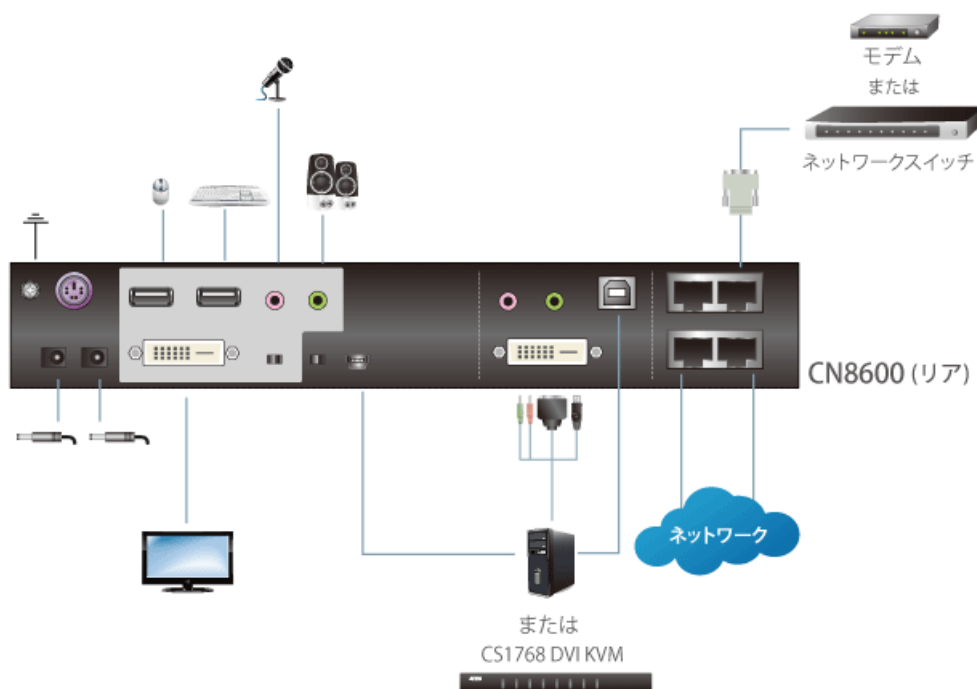 モデム
または
ネットワークスイッチ
CN8600 (リア)
ネットワーク
または
CS1768 DVI KVM
ATEN